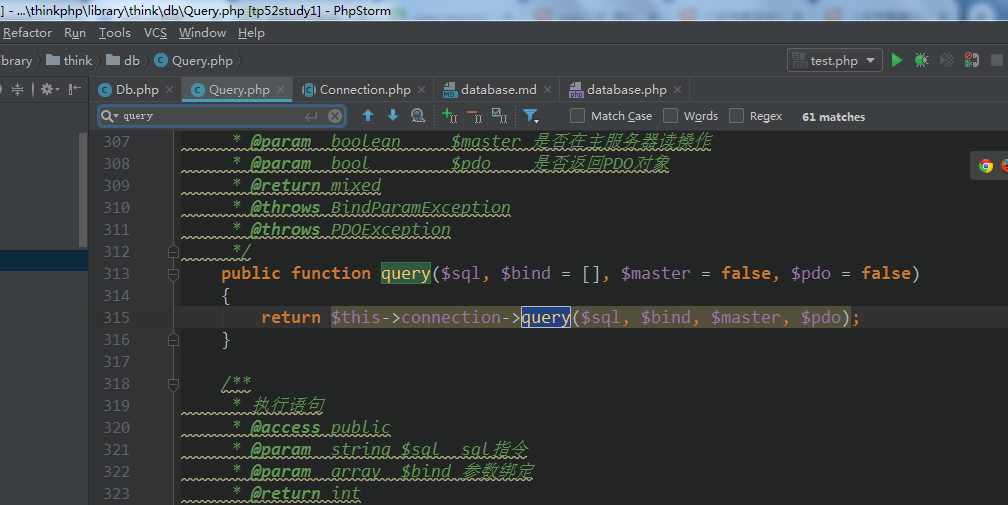 ] - ...\thinkphp\library\think\db\Query.php [tp52study1] - PhpStorm
Refactor Run Tools VCS Window Help
ibrary think db Query.php test.php
Db.php Query.php Connection.php database.md database.php
query Match Case Words Regex 61 matches
307 * @param boolean $master 是否在主服务器读操作
308 * @param bool $pdo 是否返回PDO对象
309 * @return mixed
310 * @throws BindParamException
311 * @throws PDOException
312 */
313 public function query($sql, $bind = [], $master = false, $pdo = false)
314 {
315 return $this->connection->query($sql, $bind, $master, $pdo);
316 }
317
318 /**
319 * 执行语句
320 * @access public
321 * @param string $sql sql指令
322 * @param array $bind 参数绑定
323 * @return int